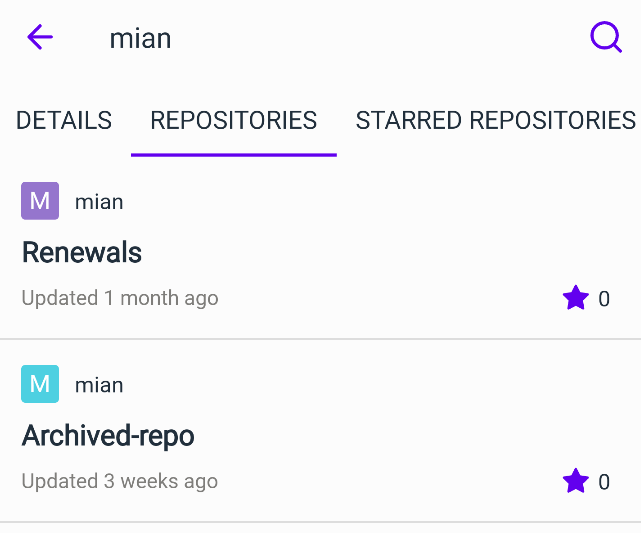 mian
DETAILS REPOSITORIES STARRED REPOSITORIES
M mian
Renewals
Updated 1 month ago 0
M mian
Archived-repo
Updated 3 weeks ago 0